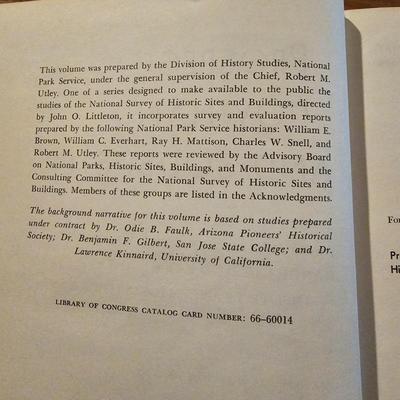 This volume was prepared by the Division of History Studies, National
Park Service, under the general supervision of the Chief, Robert M.
Utley. One of a series designed to make available to the public the
studies of the National Survey of Historic Sites and Buildings, directed
by John O. Littleton, it incorporates survey and evaluation reports
prepared by the following National Park Service historians: William E.
Brown, William C. Everhart, Ray H. Mattison, Charles W. Snell, and
Robert M. Utley. These reports were reviewed by the Advisory Board
on National Parks, Historic Sites, Buildings, and Monuments and the
Consulting Committee for the National Survey of Historic Sites and
Buildings. Members of these groups are listed in the Acknowledgments.
The background narrative for this volume is based on studies prepared
under contract by Dr. Odie B. Faulk, Arizona Pioneers' Historical
Society; Dr. Benjamin F. Gilbert, San Jose State College; and Dr.
Lawrence Kinnaird, University of California.
LIBRARY OF CONGRESS CATALOG CARD NUMBER: 66-60014
Fo
Pr
Hi